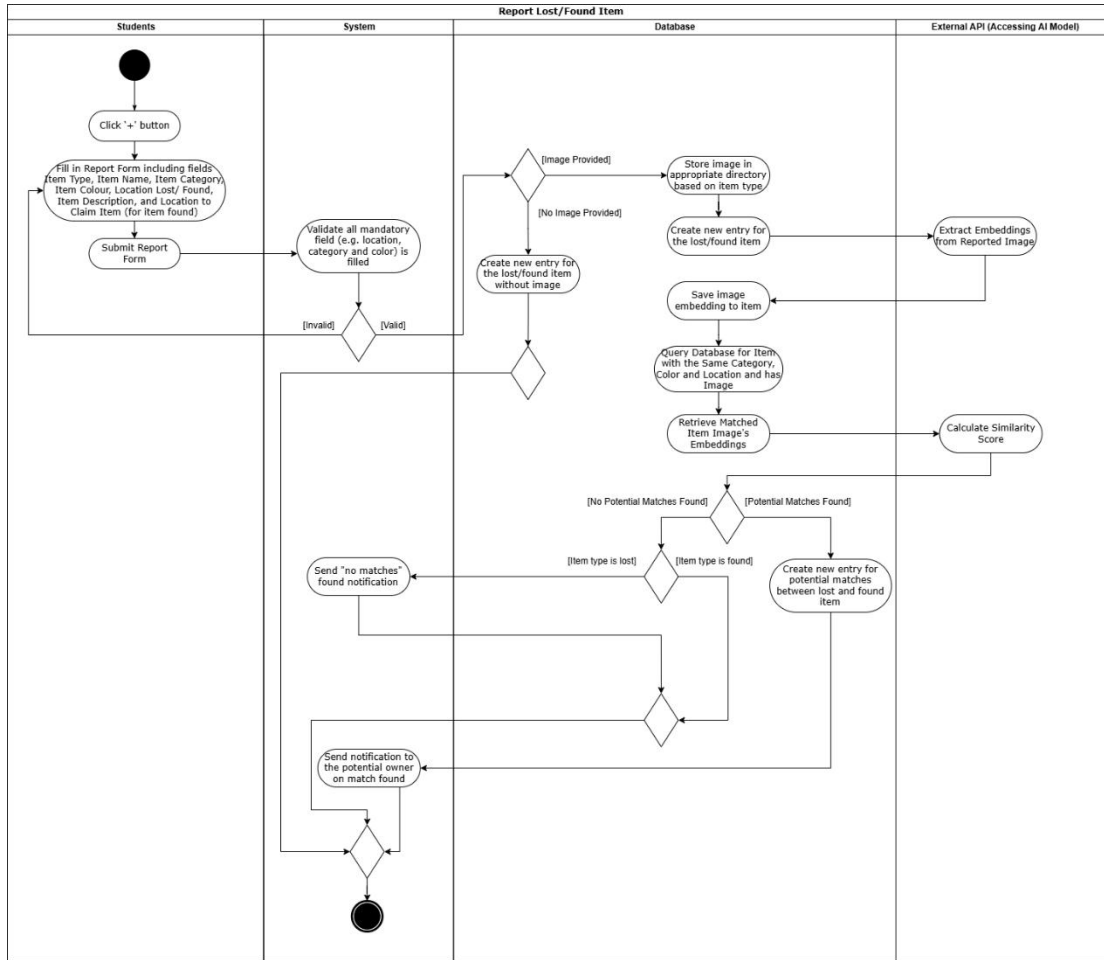 Report Lost/Found Item
Students
System
Database
External API (Accessing AI Model)
Click '+' button
Fill in Report Form including fields
Item Type, Item Name, Item Category,
Item Colour, Location Lost/ Found,
Item Description, and Location to
Claim Item (for item found)
Submit Report
Form
Validate all mandatory
field (e.g. location,
category and color) is
filled
[Invalid]
[Valid]
[Image Provided]
[No Image Provided]
Create new entry for
the lost/found item
without image
Store image in
appropriate directory
based on item type
Create new entry for
the lost/found item
Extract Embeddings
from Reported Image
Save image
embedding to item
Query Database for Item
with the Same Category,
Color and Location and has
Image
Retrieve Matched
Item Image's
Embeddings
Calculate Similarity
Score
[No Potential Matches Found]
[Potential Matches Found]
[Item type is lost]
[Item type is found]
Send "no matches"
found notification
Create new entry for
potential matches
between lost and found
item
Send notification to
the potential owner
on match found